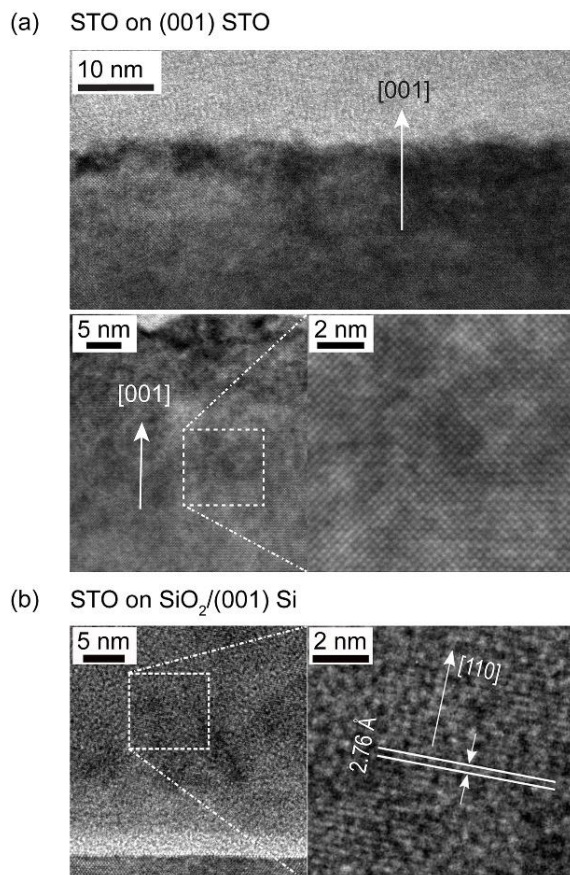 (a) STO on (001) STO
10 nm
[001]
5 nm
2 nm
[001]
(b) STO on SiO₂/(001) Si
5 nm
2 nm
[110]
2.76 Å